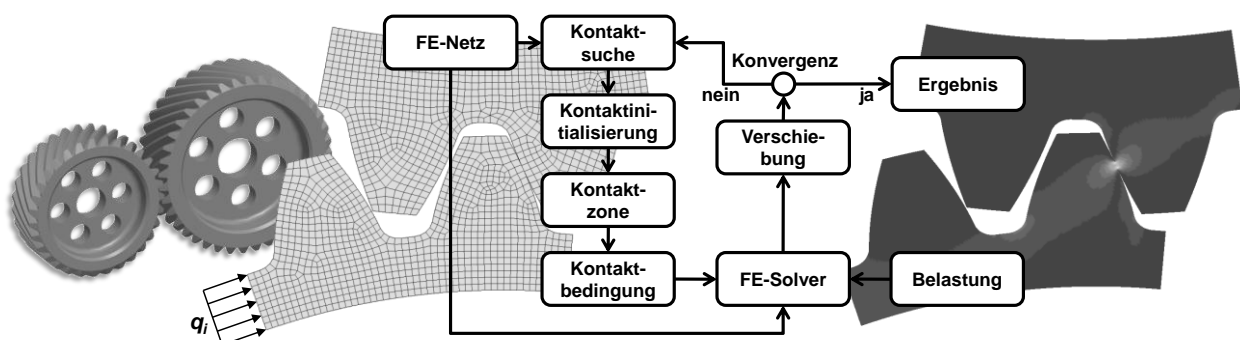 FE-Netz
Kontakt-
suche
Konvergenz
nein
ja
Ergebnis
Kontaktini-
tialisierung
Verschie-
bung
Kontakt-
zone
Kontakt-
bedingung
FE-Solver
Belastung
qi